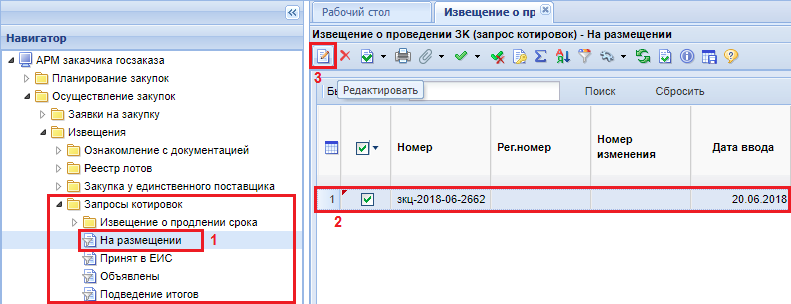 Навигатор
АРМ заказчика госзаказа
Планирование закупок
Осуществление закупок
Заявки на закупку
Извещения
Ознакомление с документацией
Реестр лотов
Закупка у единственного поставщика
Запросы котировок
Извещение о продлении срока
На размещении 1
Принят в ЕИС
Объявлены
Подведение итогов
Рабочий стол Извещение о пр
Извещение о проведении ЗК (запрос котировок) - На размещении
3
Бы Редактировать Поиск Сбросить
Номер Рег.номер Номер изменения Дата ввода
1 зкц-2018-06-2662 20.06.2018
2